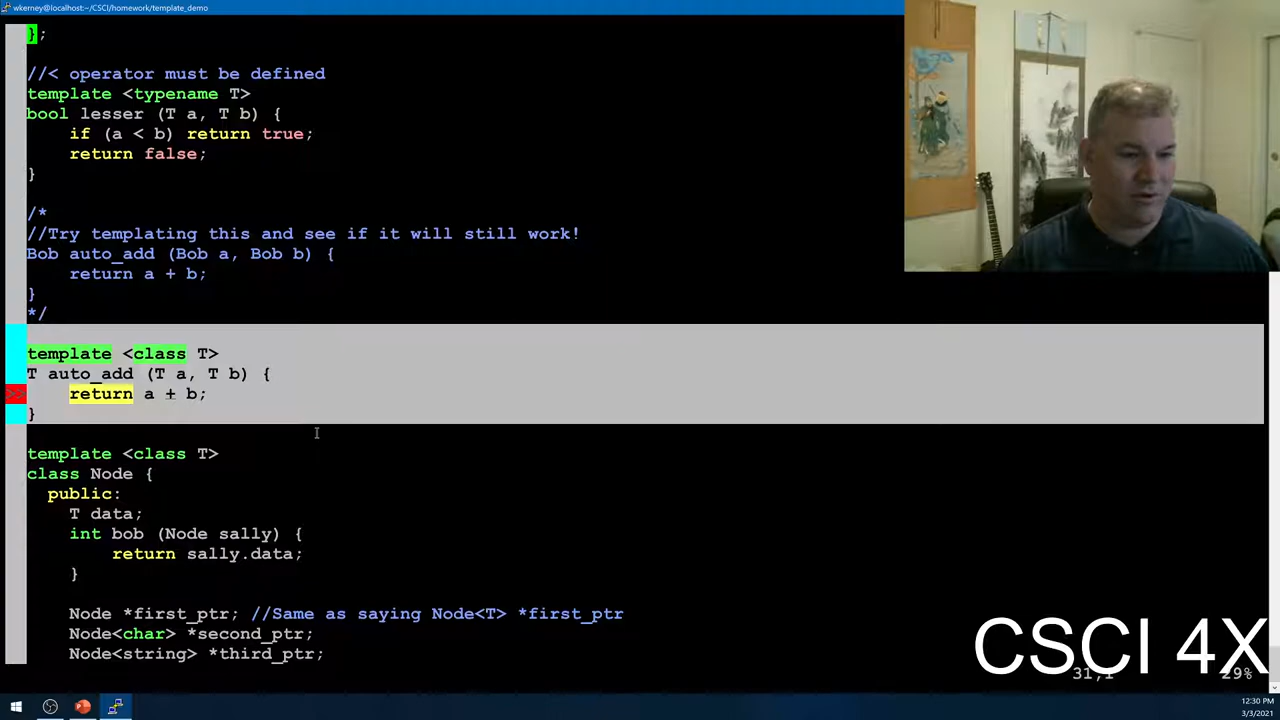 wkerney@localhost:~/CSCI/homework/template_demo
};
//< operator must be defined
template <typename T>
bool lesser (T a, T b) {
if (a < b) return true;
return false;
}
/*
//Try templating this and see if it will still work!
Bob auto_add (Bob a, Bob b) {
return a + b;
}
*/
template <class T>
T auto_add (T a, T b) {
>> return a + b;
}
template <class T>
class Node {
public:
T data;
int bob (Node sally) {
return sally.data;
}
Node *first_ptr; //Same as saying Node<T> *first_ptr
Node<char> *second_ptr;
Node<string> *third_ptr;
CSCI 4X
31,1 29%
12:30 PM
3/3/2021